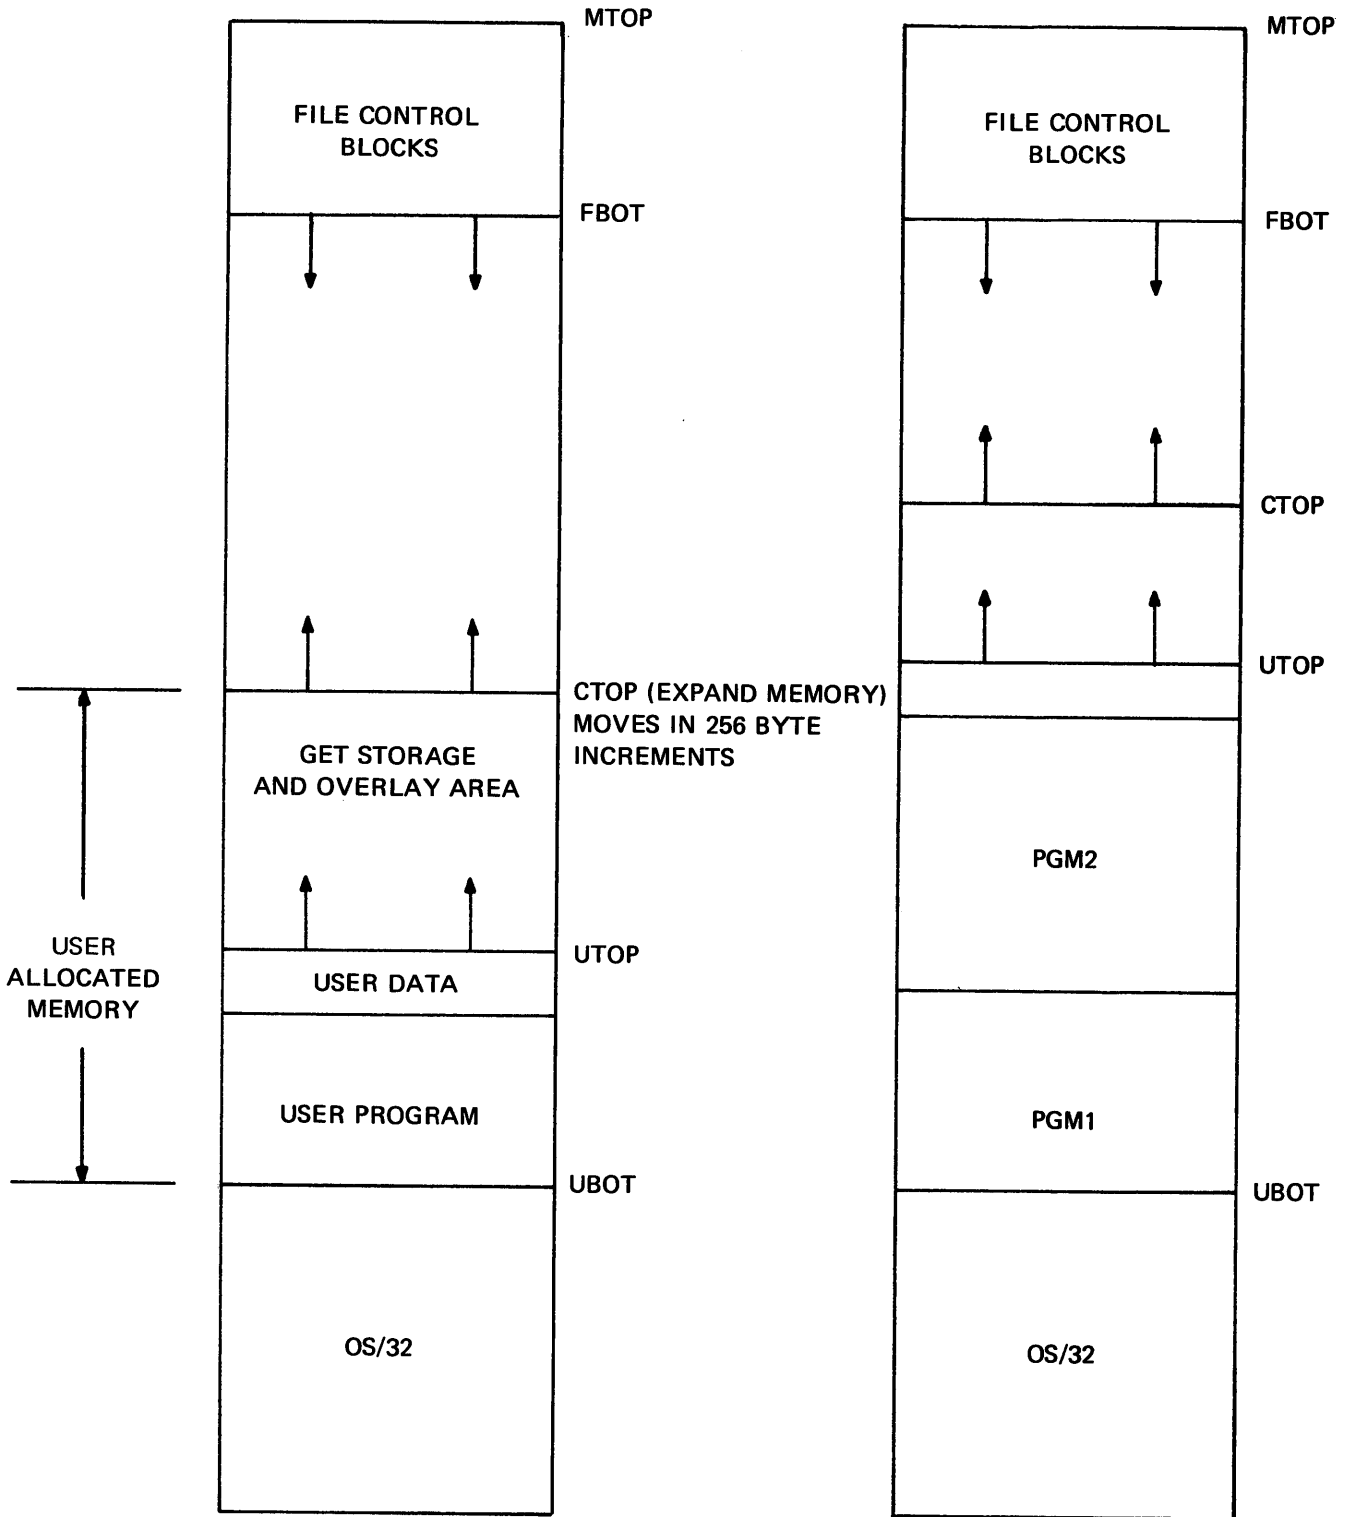 MTOP
FILE CONTROL
BLOCKS
FBOT
CTOP (EXPAND MEMORY)
MOVES IN 256 BYTE
INCREMENTS
GET STORAGE
AND OVERLAY AREA
USER
ALLOCATED
MEMORY
UTOP
USER DATA
USER PROGRAM
UBOT
OS/32
MTOP
FILE CONTROL
BLOCKS
FBOT
CTOP
UTOP
PGM2
PGM1
UBOT
OS/32